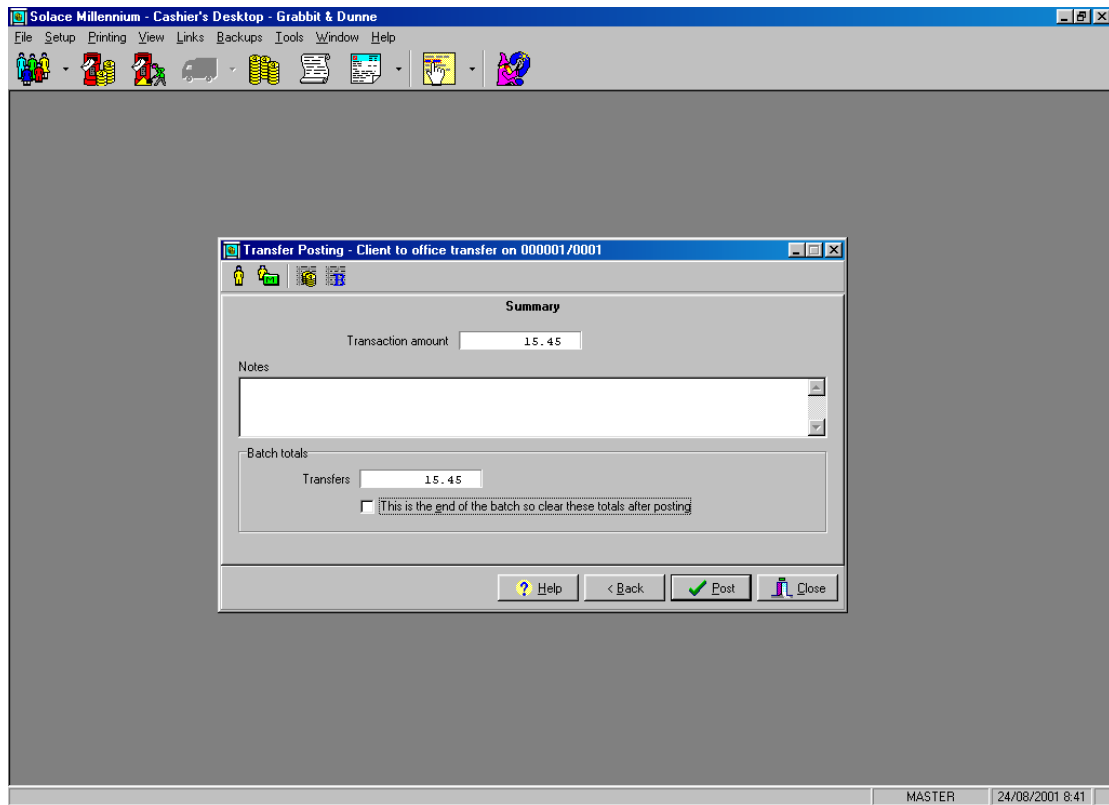 Solace Millennium - Cashier's Desktop - Grabbit & Dunne
File Setup Printing View Links Backups Tools Window Help
Transfer Posting - Client to office transfer on 000001/0001
Summary
Transaction amount 15.45
Notes
Batch totals
Transfers 15.45
This is the end of the batch so clear these totals after posting
? Help < Back Post Close
MASTER 24/08/2001 8:41